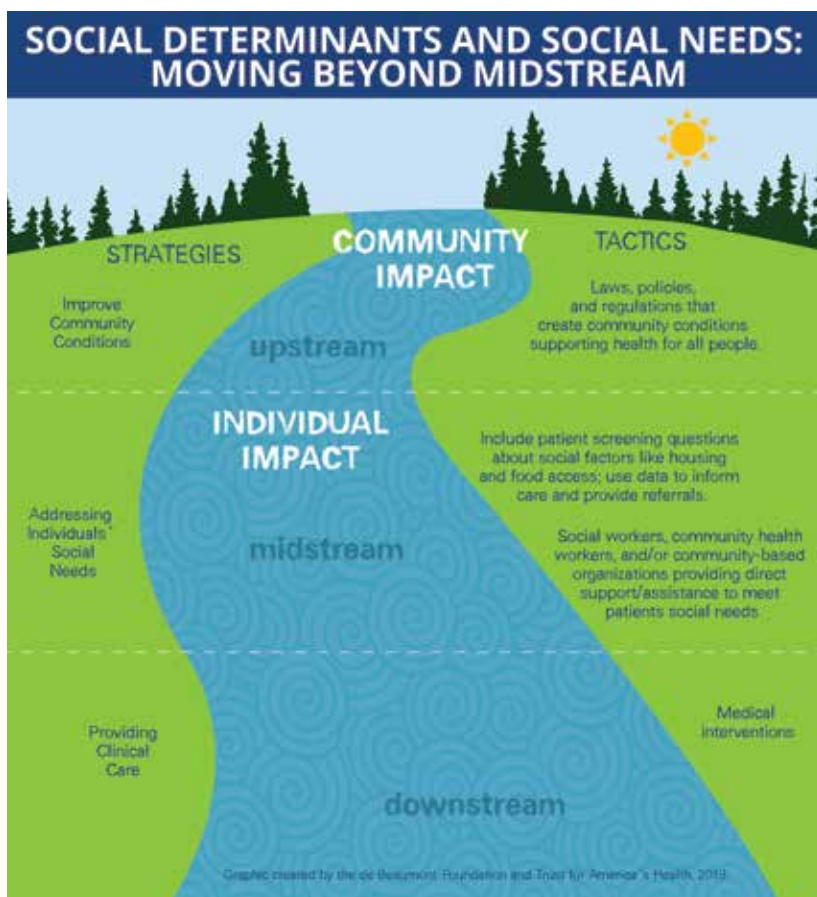 SOCIAL DETERMINANTS AND SOCIAL NEEDS:
MOVING BEYOND MIDSTREAM
STRATEGIES
COMMUNITY
IMPACT
TACTICS
Improve
Community
Conditions
upstream
Laws, policies,
and regulations that
create community conditions
supporting health for all people.
INDIVIDUAL
IMPACT
Addressing
Individuals'
Social
Needs
midstream
Include patient screening questions
about social factors like housing
and food access; use data to inform
care and provide referrals.
Social workers, community health
workers, and/or community-based
organizations providing direct
support/assistance to meet
patients social needs
Providing
Clinical
Care
downstream
Medical
Interventions
Graphic created by the de Beaumont Foundation and Trust for America's Health, 2019